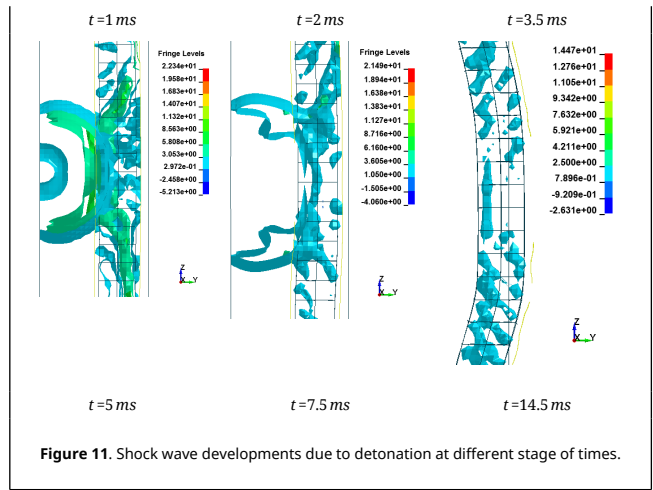 t =1 ms
t =2 ms
t =3.5 ms
Fringe Levels
2.234e+01
1.958e+01
1.683e+01
1.407e+01
1.132e+01
8.563e+00
5.808e+00
3.053e+00
2.972e-01
-2.458e+00
-5.213e+00
Z
X Y
Fringe Levels
2.149e+01
1.894e+01
1.638e+01
1.383e+01
1.127e+01
8.716e+00
6.160e+00
3.605e+00
1.050e+00
-1.505e+00
-4.060e+00
Z
X Y
1.447e+01
1.276e+01
1.105e+01
9.342e+00
7.632e+00
5.921e+00
4.211e+00
2.500e+00
7.896e-01
-9.209e-01
-2.631e+00
Z
X Y
t =5 ms
t =7.5 ms
t =14.5 ms
Figure 11. Shock wave developments due to detonation at different stage of times.